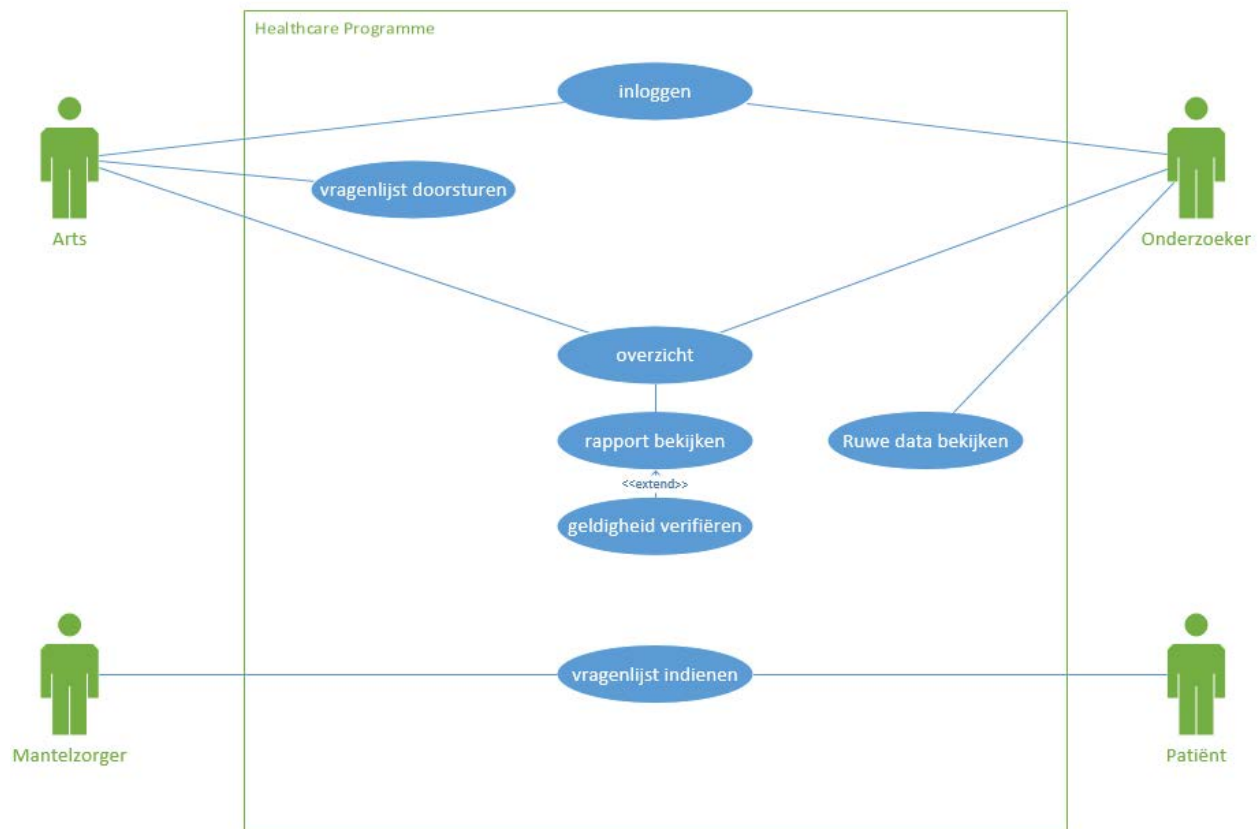 Healthcare Programme
inloggen
vragenlijst doorsturen
Arts
Onderzoeker
overzicht
rapport bekijken
Ruwe data bekijken
<<extend>>
geldigheid verifiëren
vragenlijst indienen
Mantelzorger
Patiënt